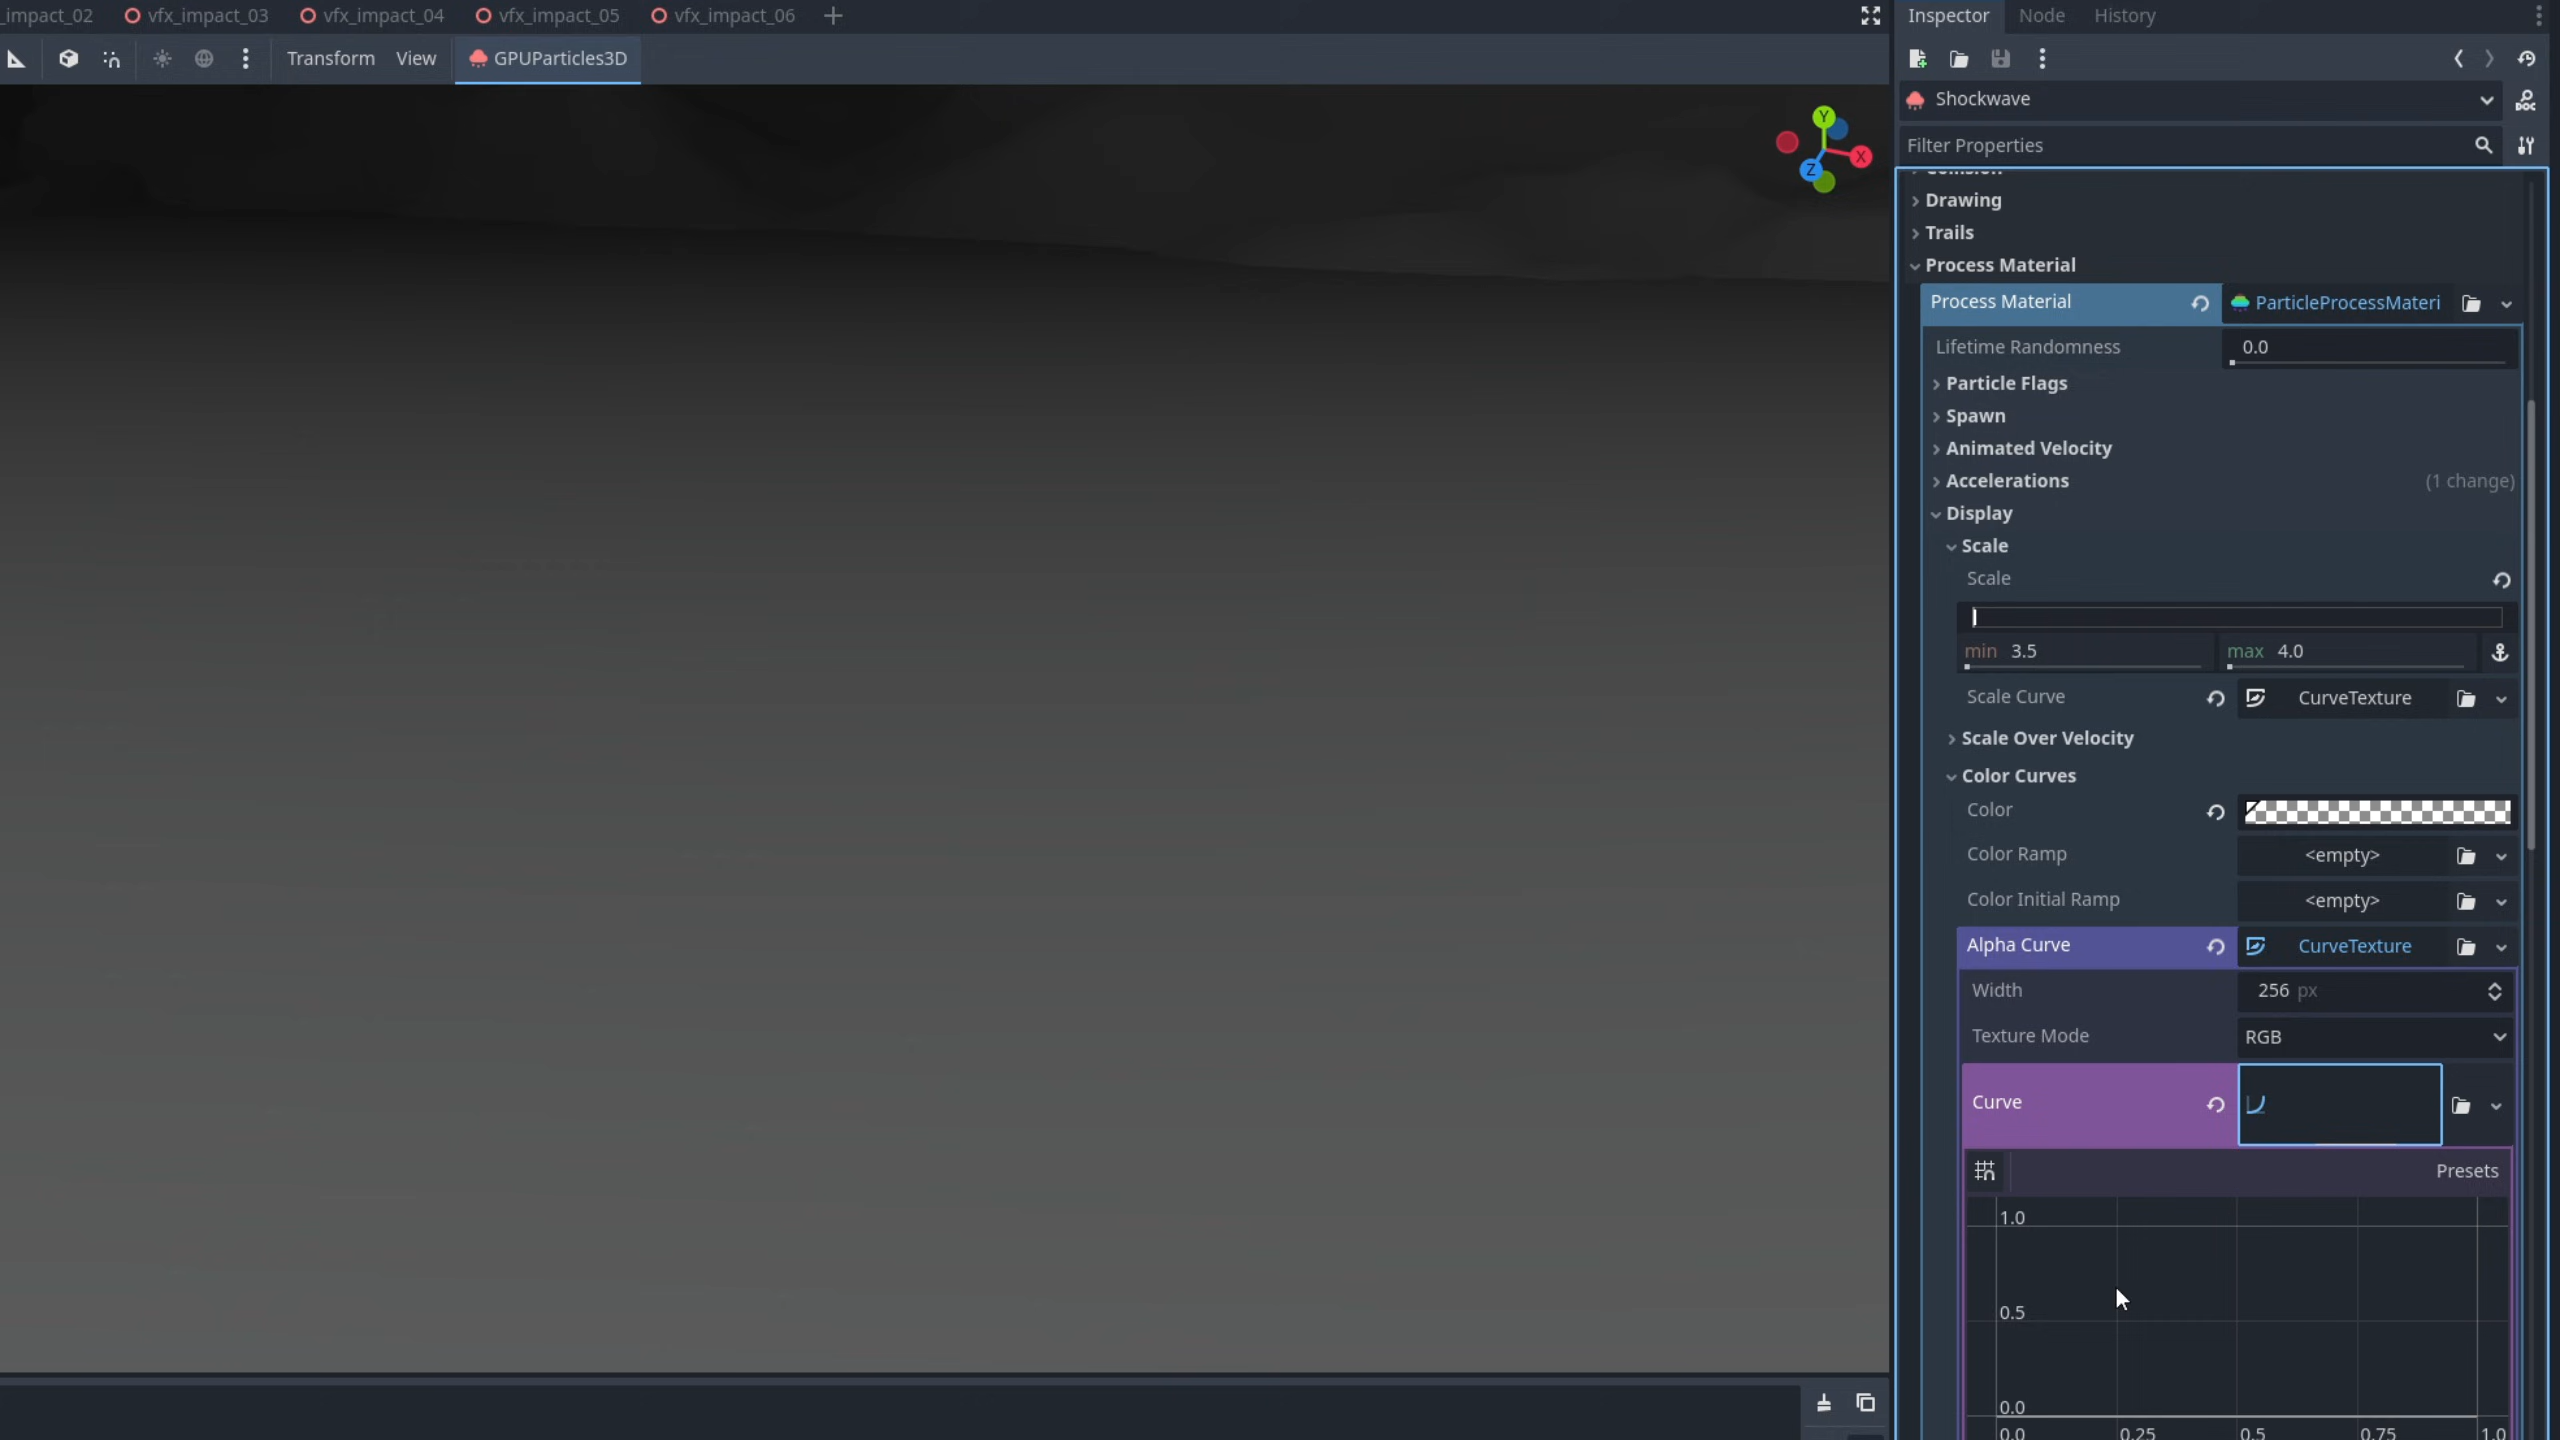 _impact_02 vfx_impact_03 vfx_impact_04 vfx_impact_05 vfx_impact_06
Inspector Node History
Transform View GPUParticles3D
Shockwave
Filter Properties
Y
X
Z
Collision
Drawing
Trails
Process Material
Process Material ParticleProcessMateri
Lifetime Randomness 0.0
Particle Flags
Spawn
Animated Velocity
Accelerations (1 change)
Display
Scale
Scale
min 3.5 max 4.0
Scale Curve CurveTexture
Scale Over Velocity
Color Curves
Color
Color Ramp <empty>
Color Initial Ramp <empty>
Alpha Curve CurveTexture
Width 256 px
Texture Mode RGB
Curve
Presets
1.0
0.5
0.0
0.0 0.25 0.5 0.75 1.0